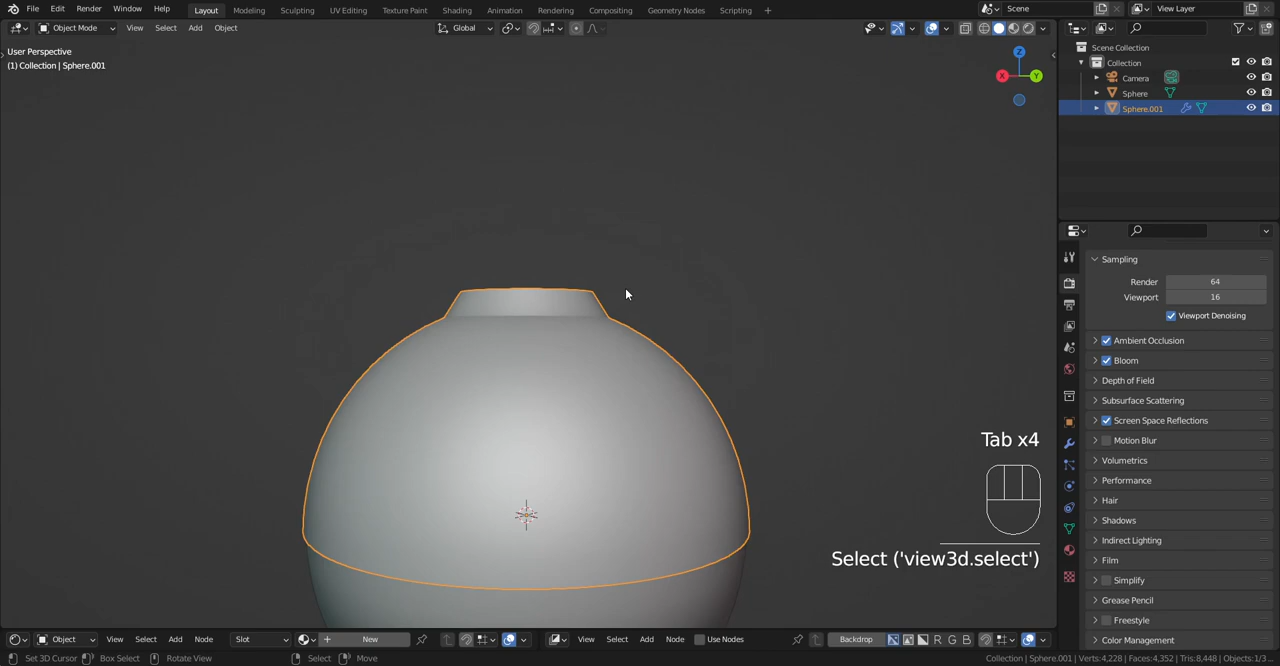 File Edit Render Window Help Layout Modeling Sculpting UV Editing Texture Paint Shading Animation Rendering Compositing Geometry Nodes Scripting + Scene View Layer
Object Mode View Select Add Object Global
User Perspective
(1) Collection | Sphere.001
Z
X Y
Scene Collection
Collection
Camera
Sphere
Sphere.001
Sampling
Render 64
Viewport 16
Viewport Denoising
Ambient Occlusion
Bloom
Depth of Field
Subsurface Scattering
Screen Space Reflections
Motion Blur
Volumetrics
Performance
Hair
Shadows
Indirect Lighting
Film
Simplify
Grease Pencil
Freestyle
Color Management
Tab x4
Select ('view3d.select')
Object View Select Add Node Slot + New View Select Add Node Use Nodes Backdrop R G B
Set 3D Cursor Box Select Rotate View Select Move Collection | Sphere.001 | Verts:4,228 | Faces:4,352 | Tris:8,448 | Objects:1/3 ...